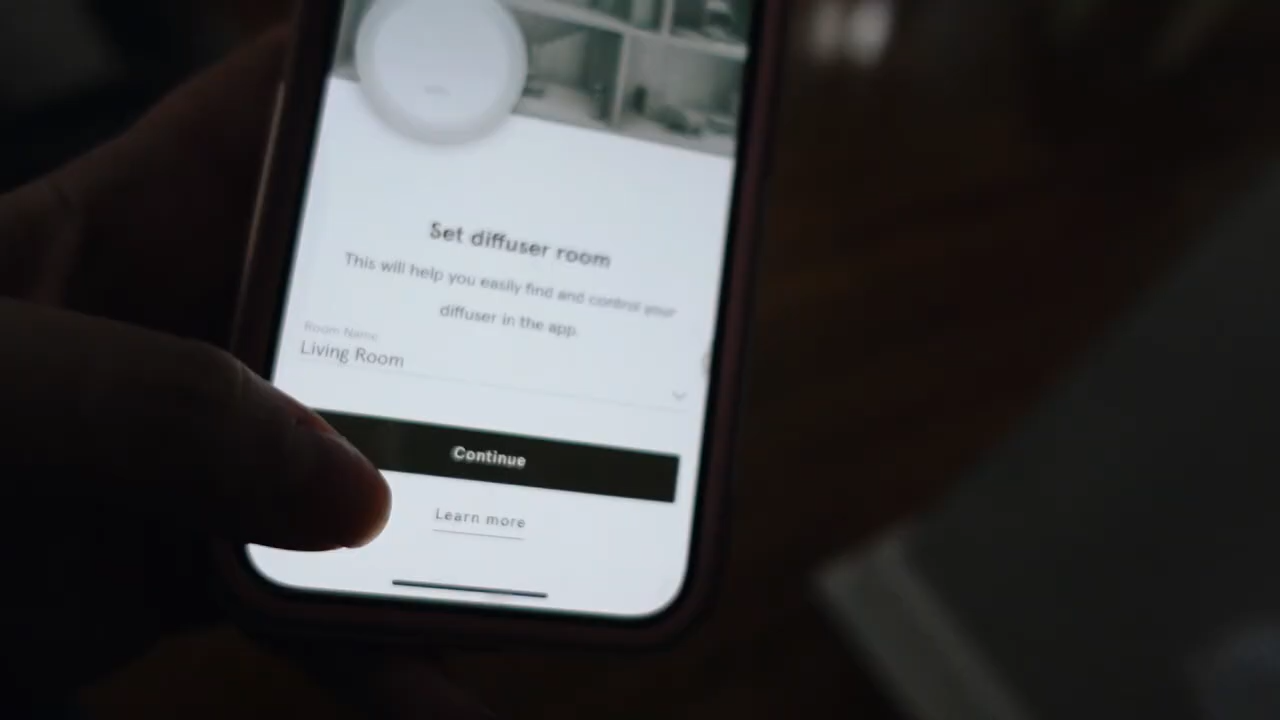 Set diffuser room
This will help you easily find and control your
diffuser in the app.
Room Name
Living Room
Continue
Learn more